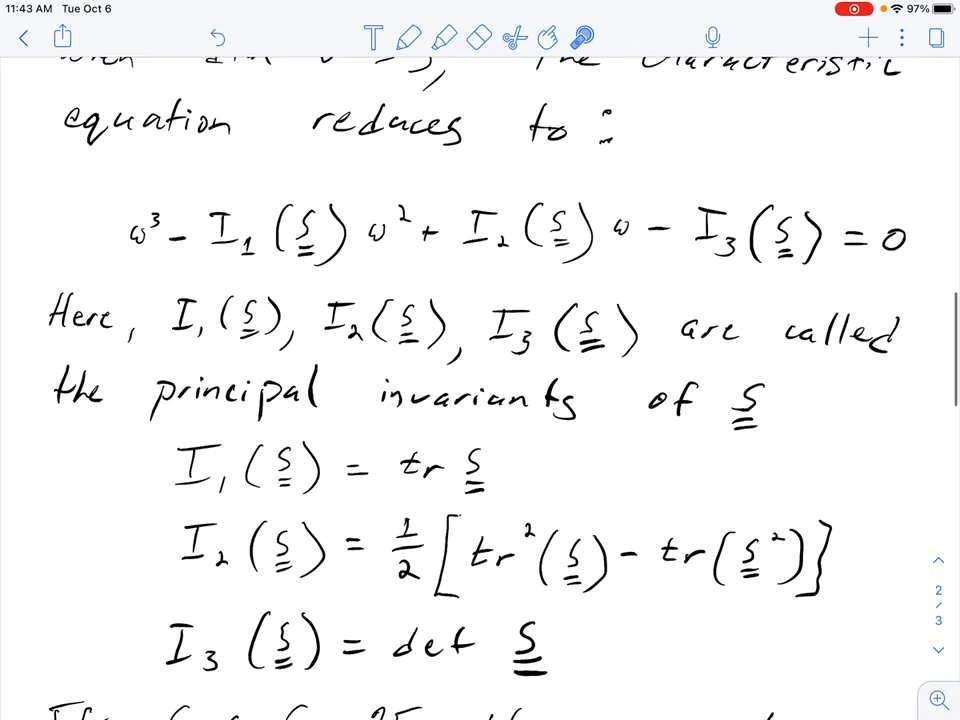 11:43 AM Tue Oct 6 97%
The characteristic
equation reduces to :
ω³ - I₁(S) ω² + I₂(S) ω - I₃(S) = 0
Here, I₁(S), I₂(S), I₃(S) are called
the principal invariants of S
I₁(S) = tr S
I₂(S) = 1/2 [tr²(S) - tr(S²)]
I₃(S) = det S
2
/
3